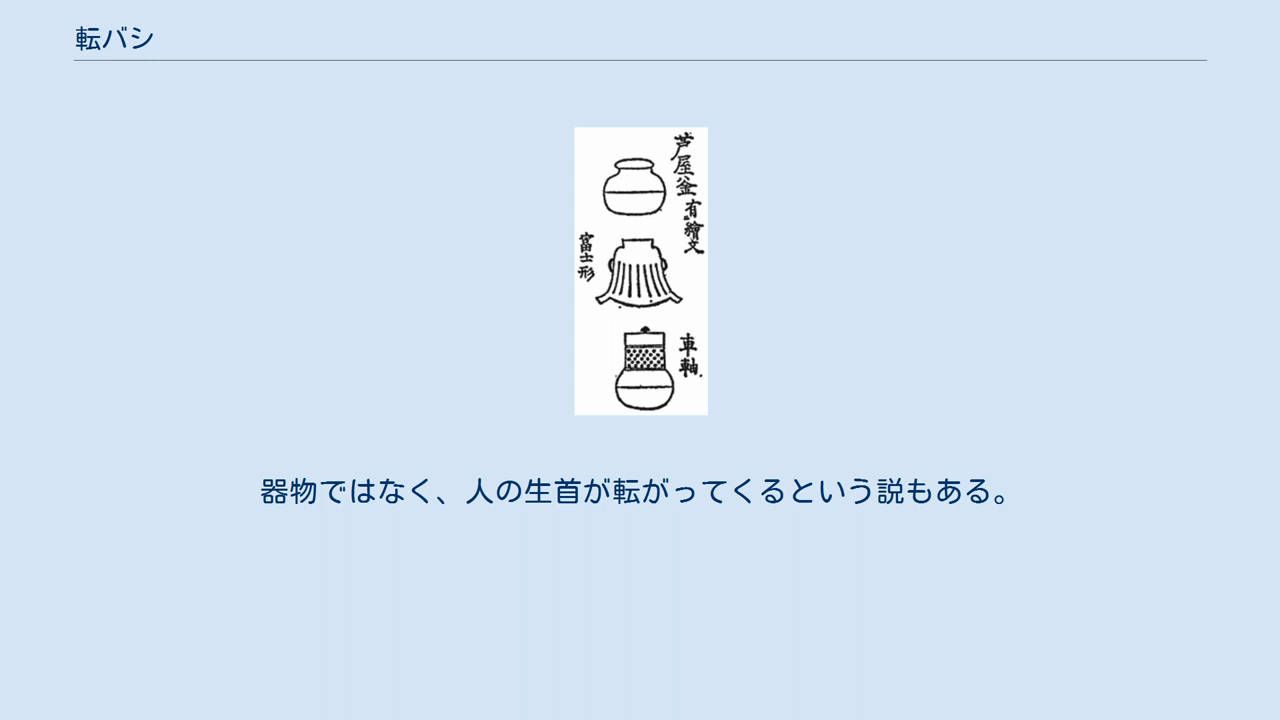 転バシ
芦屋釜有繪文
富士形
車軸
器物ではなく、人の生首が転がってくるという説もある。